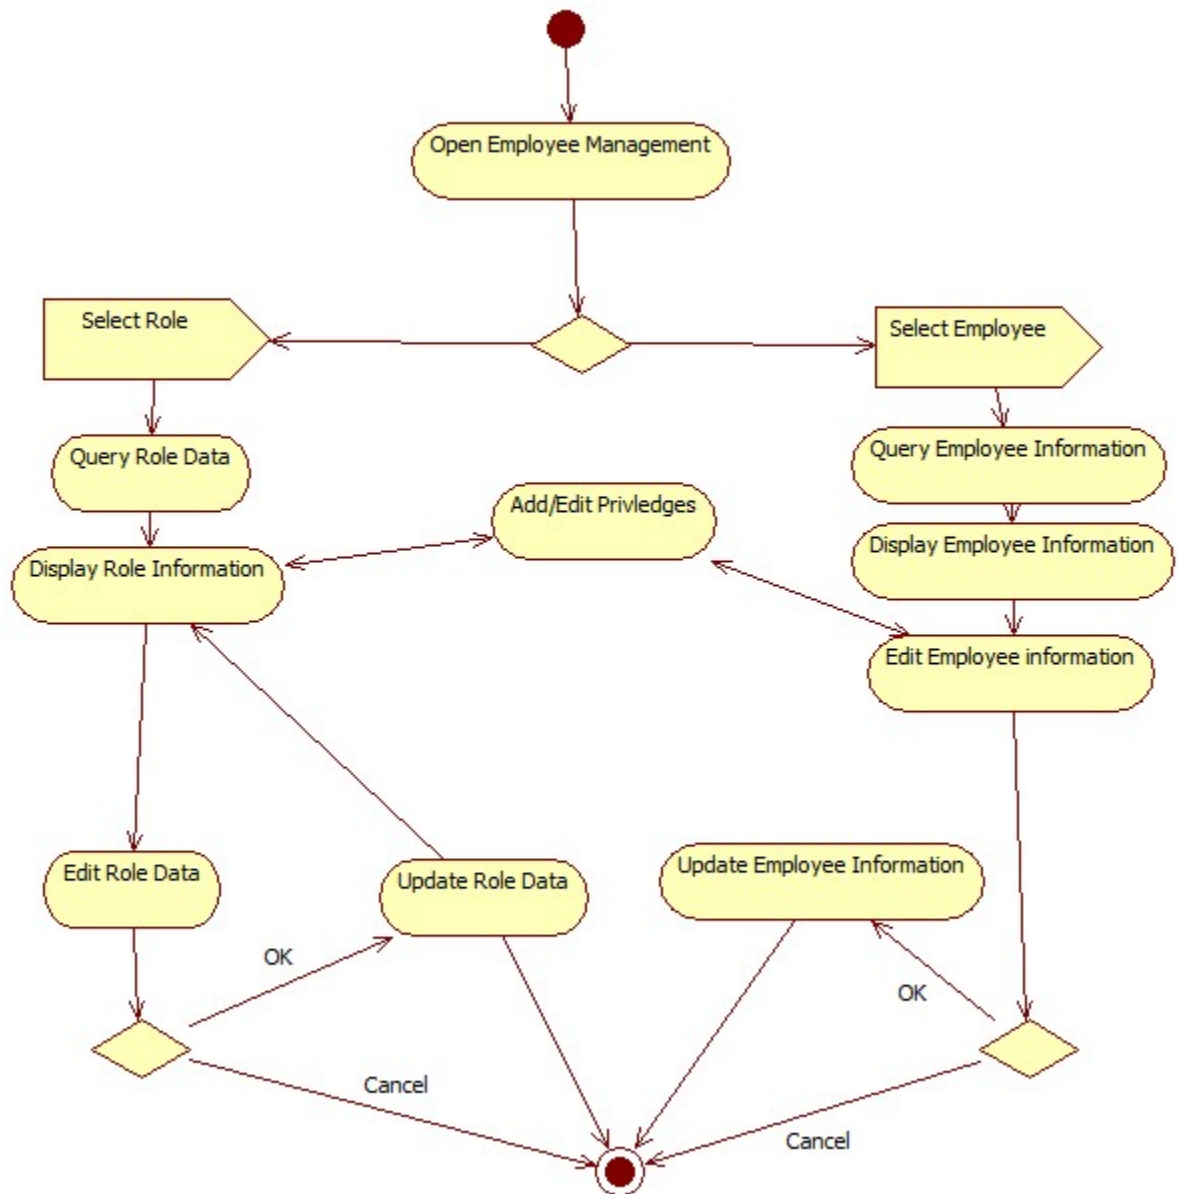 Open Employee Management
Select Role
Select Employee
Query Role Data
Query Employee Information
Add/Edit Privledges
Display Employee Information
Display Role Information
Edit Employee information
Update Employee Information
Edit Role Data
Update Role Data
OK
OK
Cancel
Cancel